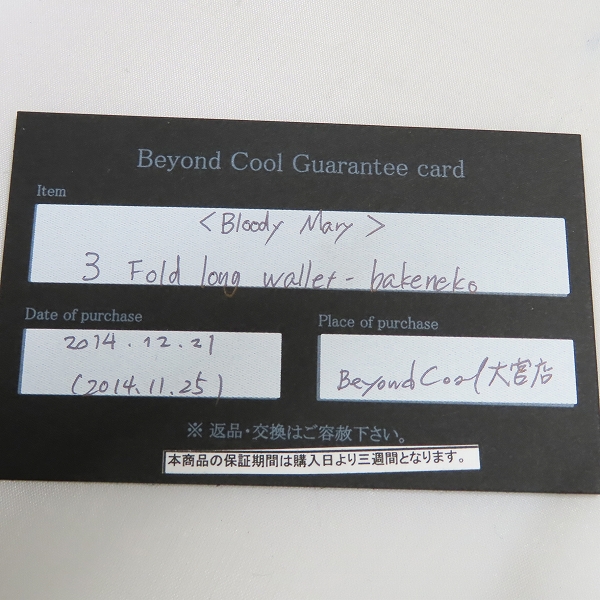 Beyond Cool Guarantee card
Item
<Bloody Mary>
3 Fold long wallet - bakeneko
Date of purchase
2014.12.21
(2014.11.25)
Place of purchase
Beyond Cool 大宮店
※ 返品・交換はご容赦下さい。
本商品の保証期間は購入日より三週間となります。